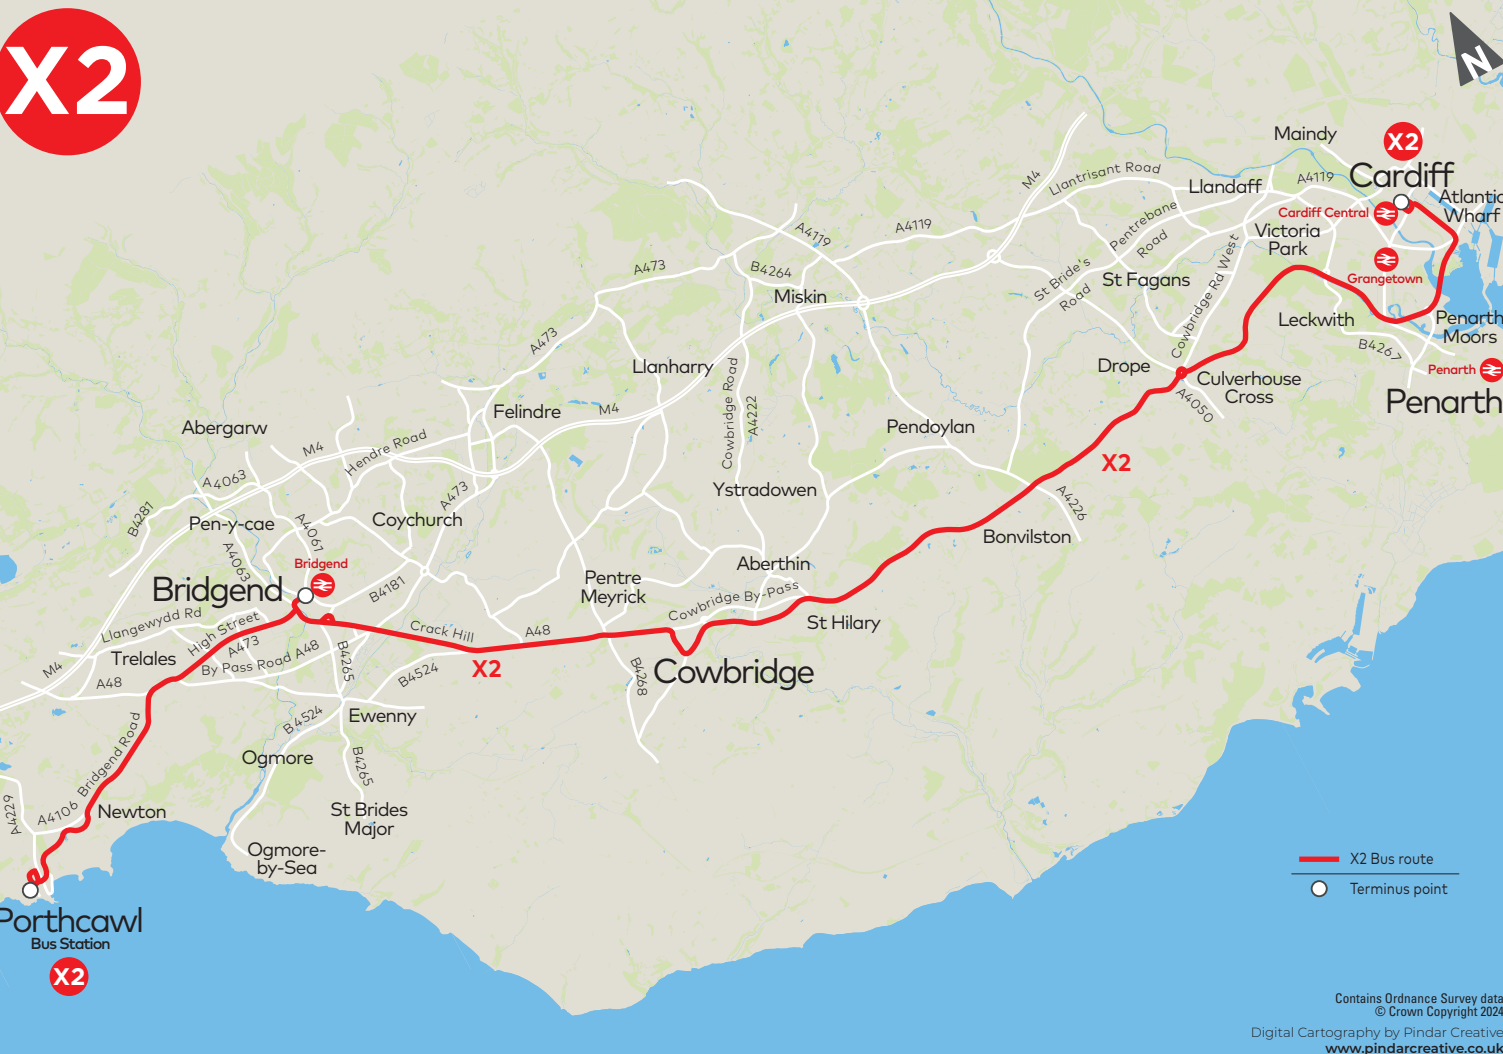 X2
N
Maindy
X2
Cardiff
A4119
Llandaff
Atlantic
Wharf
Cardiff Central
Victoria
Park
Grangetown
Llantrisant Road
M4
Pentrebane
Road
St Bride's
Road
St Fagans
Cowbridge Rd West
Leckwith
Penarth
Moors
B4267
Penarth
Penarth
Drope
Culverhouse
Cross
A4050
A4119
A4119
A473
B4264
Miskin
A473
Llanharry
Cowbridge Road
A4222
Felindre
M4
Pendoylan
X2
Abergarw
M4
Hendre Road
A4063
B4281
A473
Ystradowen
A4226
Pen-y-cae
A4061
Coychurch
Bonvilston
A4063
Bridgend
Bridgend
B4181
Aberthin
Pentre
Meyrick
Cowbridge By-Pass
St Hilary
Llangewydd Rd
High Street
Crack Hill
A48
A473
Trelales
By Pass Road A48
M4
A48
B4265
B4524
X2
B4268
Cowbridge
Ewenny
B4524
Bridgend Road
Ogmore
B4265
A4229
A4106
Newton
St Brides
Major
Ogmore-
by-Sea
X2 Bus route
Terminus point
Porthcawl
Bus Station
X2
Contains Ordnance Survey data
© Crown Copyright 2024
Digital Cartography by Pindar Creative
www.pindarcreative.co.uk